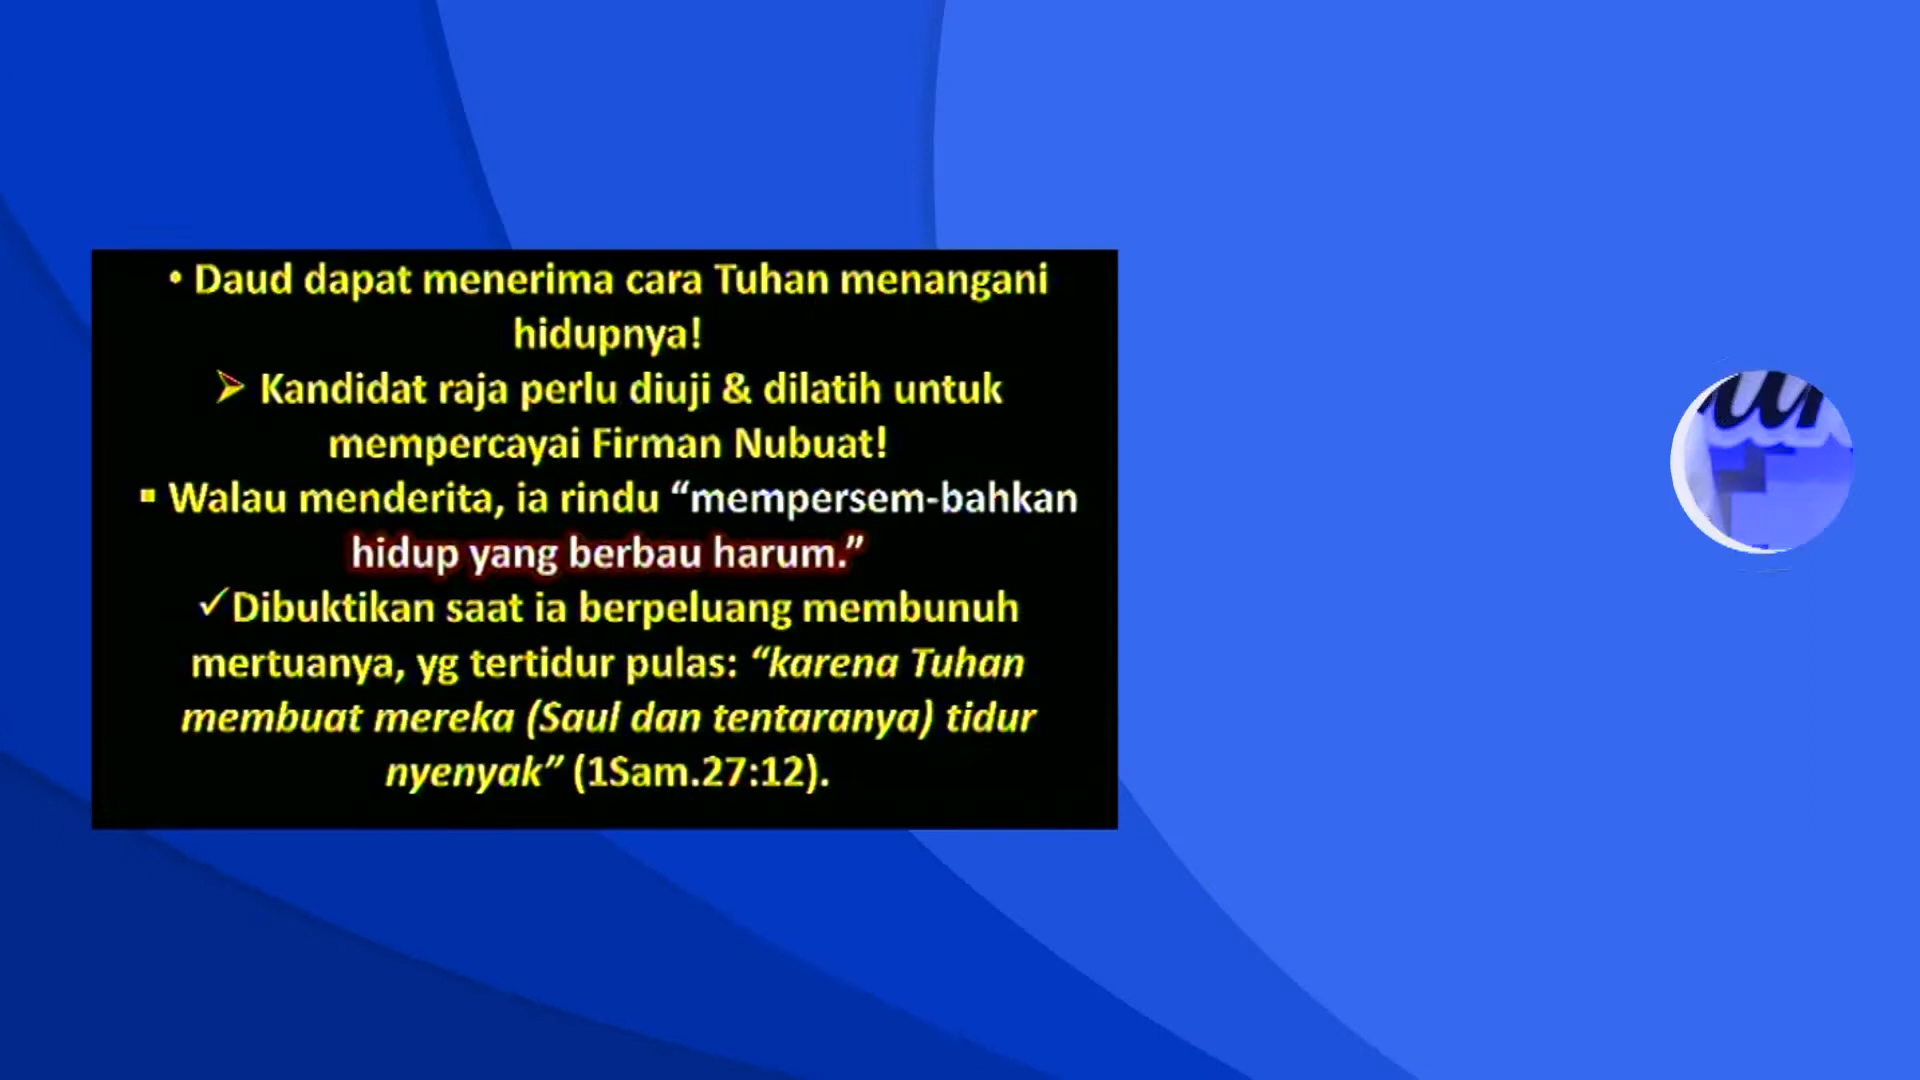 • Daud dapat menerima cara Tuhan menangani
hidupnya!
➢ Kandidat raja perlu diuji & dilatih untuk
mempercayai Firman Nubuat!
▪ Walau menderita, ia rindu “mempersem-bahkan
hidup yang berbau harum.”
✓Dibuktikan saat ia berpeluang membunuh
mertuanya, yg tertidur pulas: “karena Tuhan
membuat mereka (Saul dan tentaranya) tidur
nyenyak” (1Sam.27:12).